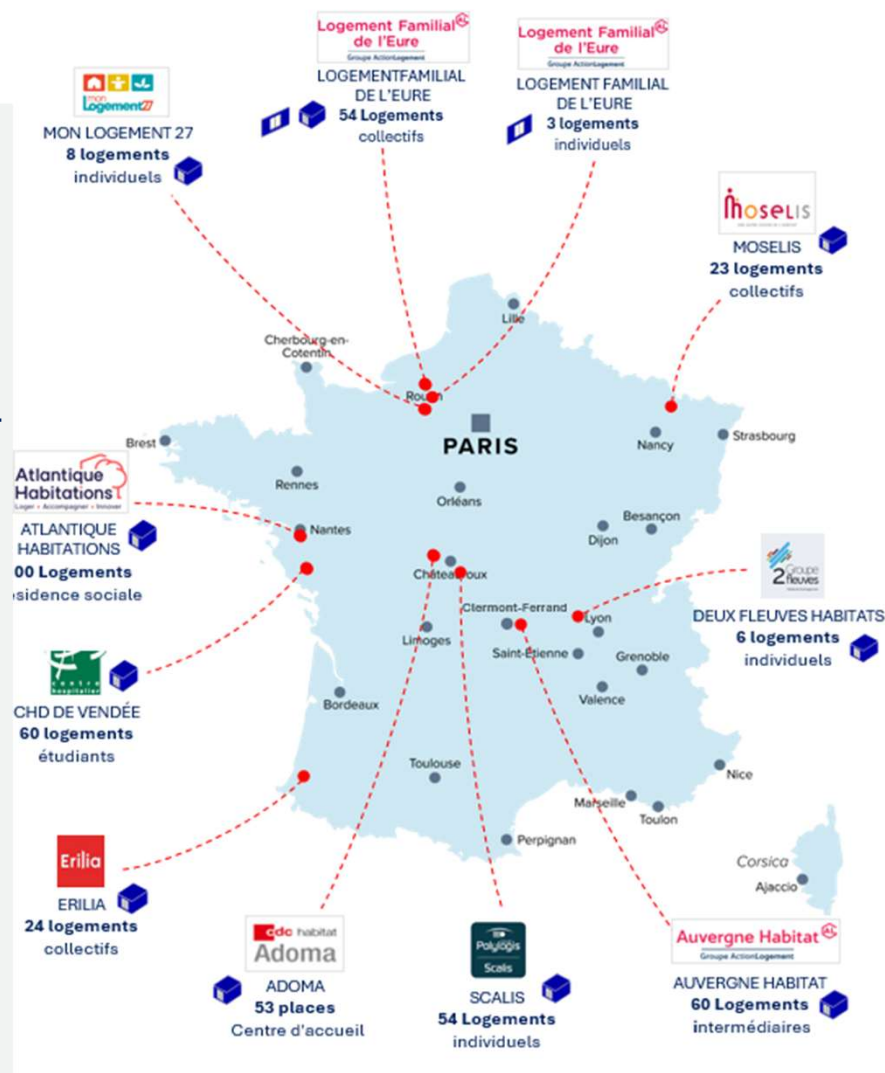 Logement Familial
de l'Eure
Groupe ActionLogement
LOGEMENTFAMILIAL
DE L'EURE
54 Logements
collectifs
Logement Familial
de l'Eure
Groupe ActionLogement
LOGEMENT FAMILIAL
DE L'EURE
3 logements
individuels
mon
Logement27
MON LOGEMENT 27
8 logements
individuels
moselis
MOSELIS
23 logements
collectifs
Lille
Cherbourg-en-
Cotentin
Brest
PARIS
Nancy
Strasbourg
Rennes
Orléans
Nantes
Besançon
Dijon
Clermont-Ferrand
Lyon
Limoges
Saint-Étienne
Grenoble
Valence
Bordeaux
Toulouse
Nice
Marseille
Toulon
Perpignan
Corsica
Ajaccio
Atlantique
Habitations
Loger • Accompagner • Innover
ATLANTIQUE
HABITATIONS
00 Logements
sidence sociale
centre
hospitalier
CHD DE VENDÉE
60 logements
étudiants
Erilia
ERILIA
24 logements
collectifs
cdc habitat
Adoma
ADOMA
53 places
Centre d'accueil
Polylogis
Scalis
SCALIS
54 Logements
individuels
Auvergne Habitat
Groupe ActionLogement
AUVERGNE HABITAT
60 Logements
intermédiaires
2 Groupe
fleuves
DEUX FLEUVES HABITATS
6 logements
individuels